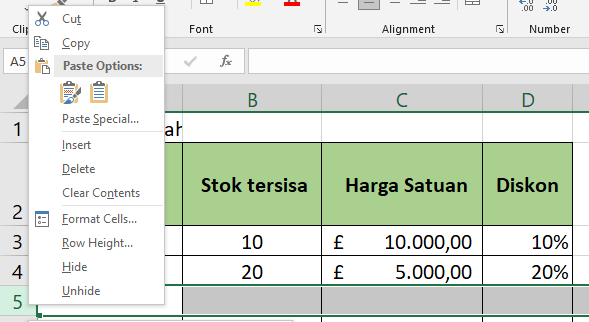 Font
Alignment
Number
Cut
Copy
Paste Options:
Paste Special...
Insert
Delete
Clear Contents
Format Cells...
Row Height...
Hide
Unhide
A5
fx
B C D
1 ah
2 Stok tersisa Harga Satuan Diskon
3 10 £ 10.000,00 10%
4 20 £ 5.000,00 20%
5